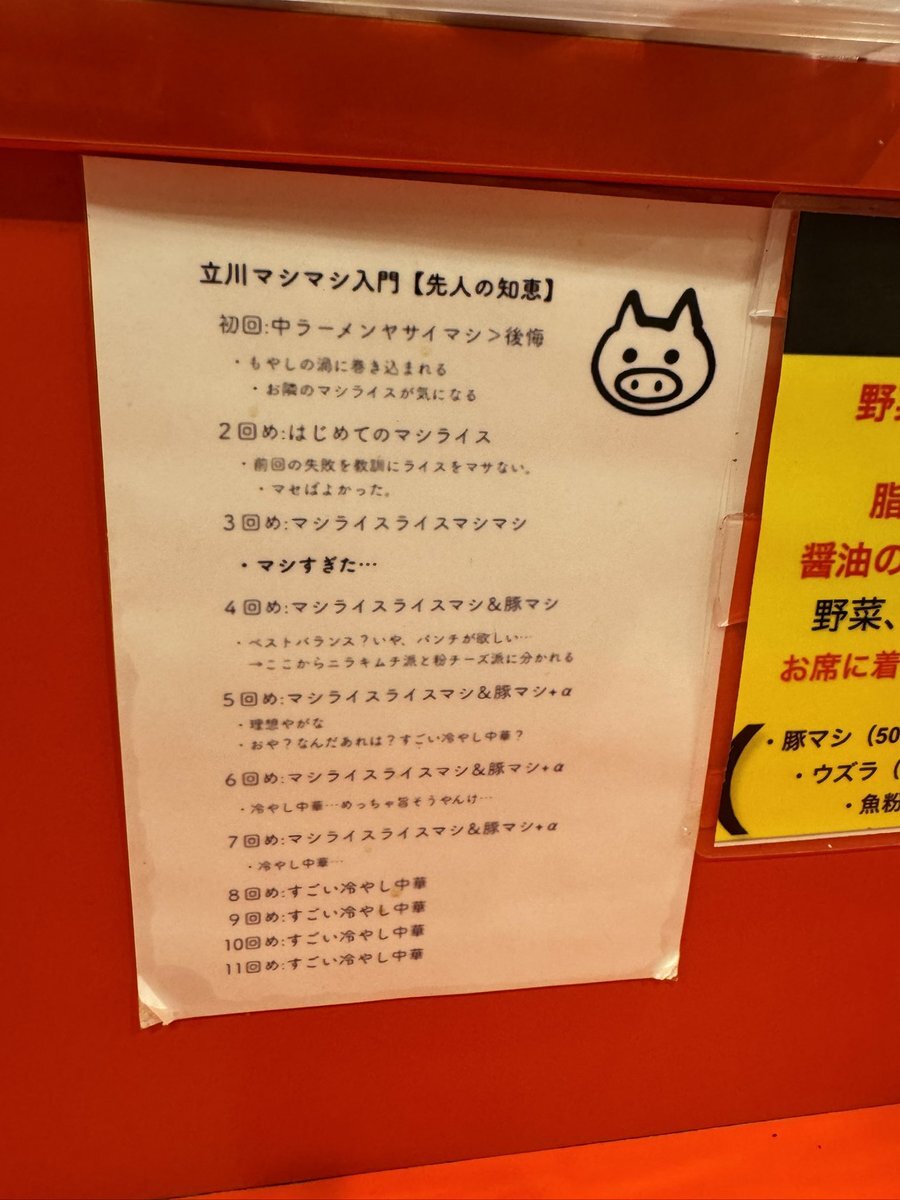 立川マシマシ入門【先人の知恵】
初回:中ラーメンヤサイマシ＞後悔
・もやしの渦に巻き込まれる
・お隣のマシライスが気になる
2回め:はじめてのマシライス
・前回の失敗を教訓にライスをマサない。
・マセばよかった。
3回め:マシライスライスマシマシ
・マシすぎた…
4回め:マシライスライスマシ&豚マシ
・ベストバランス？いや、パンチが欲しい…
→ここからニラキムチ派と粉チーズ派に分かれる
5回め:マシライスライスマシ&豚マシ+α
・理想やがな
・おや？なんだあれは？すごい冷やし中華？
6回め:マシライスライスマシ&豚マシ+α
・冷やし中華…めっちゃ旨そうやんけ…
7回め:マシライスライスマシ&豚マシ+α
・冷やし中華…
8回め:すごい冷やし中華
9回め:すごい冷やし中華
10回め:すごい冷やし中華
11回め:すごい冷やし中華
野
脂
醤油の
野菜、
お席に着
・豚マシ（50
・ウズラ（
・魚粉